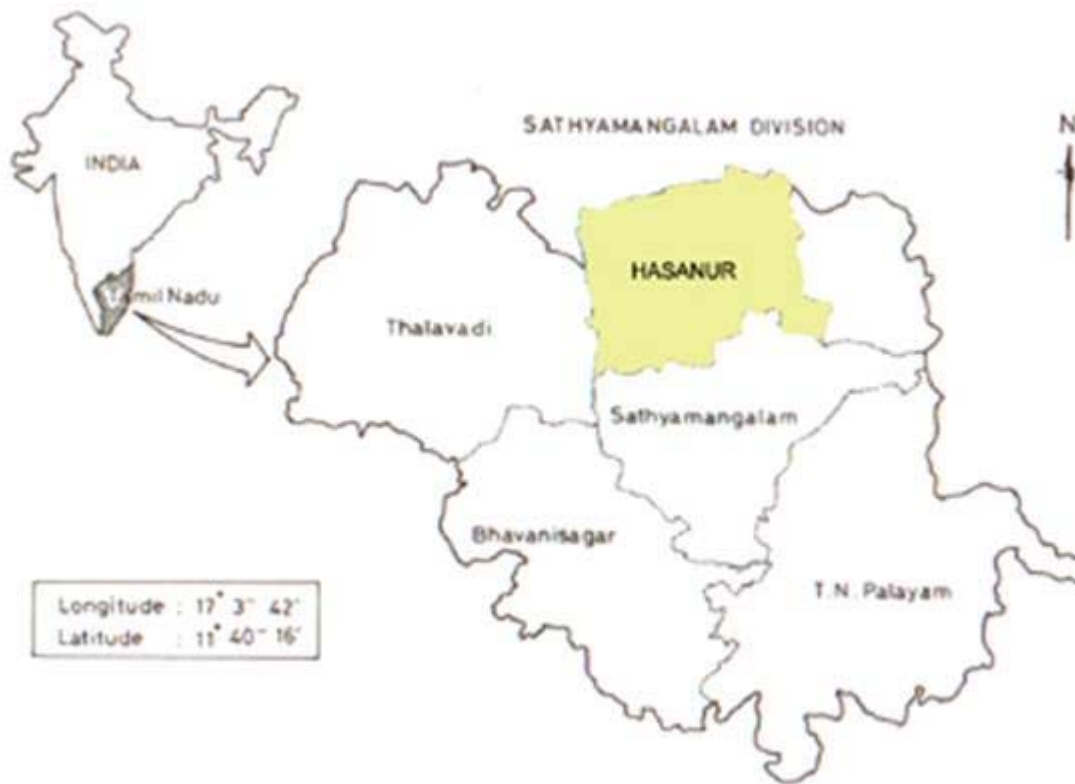 SATHYAMANGALAM DIVISION
N
INDIA
HASANUR
Tamil Nadu
Thalavadi
Sathyamangalam
Bhavanisagar
T.N. Palayam
Longitude : 17° 3" 42'
Latitude : 11° 40" 16'